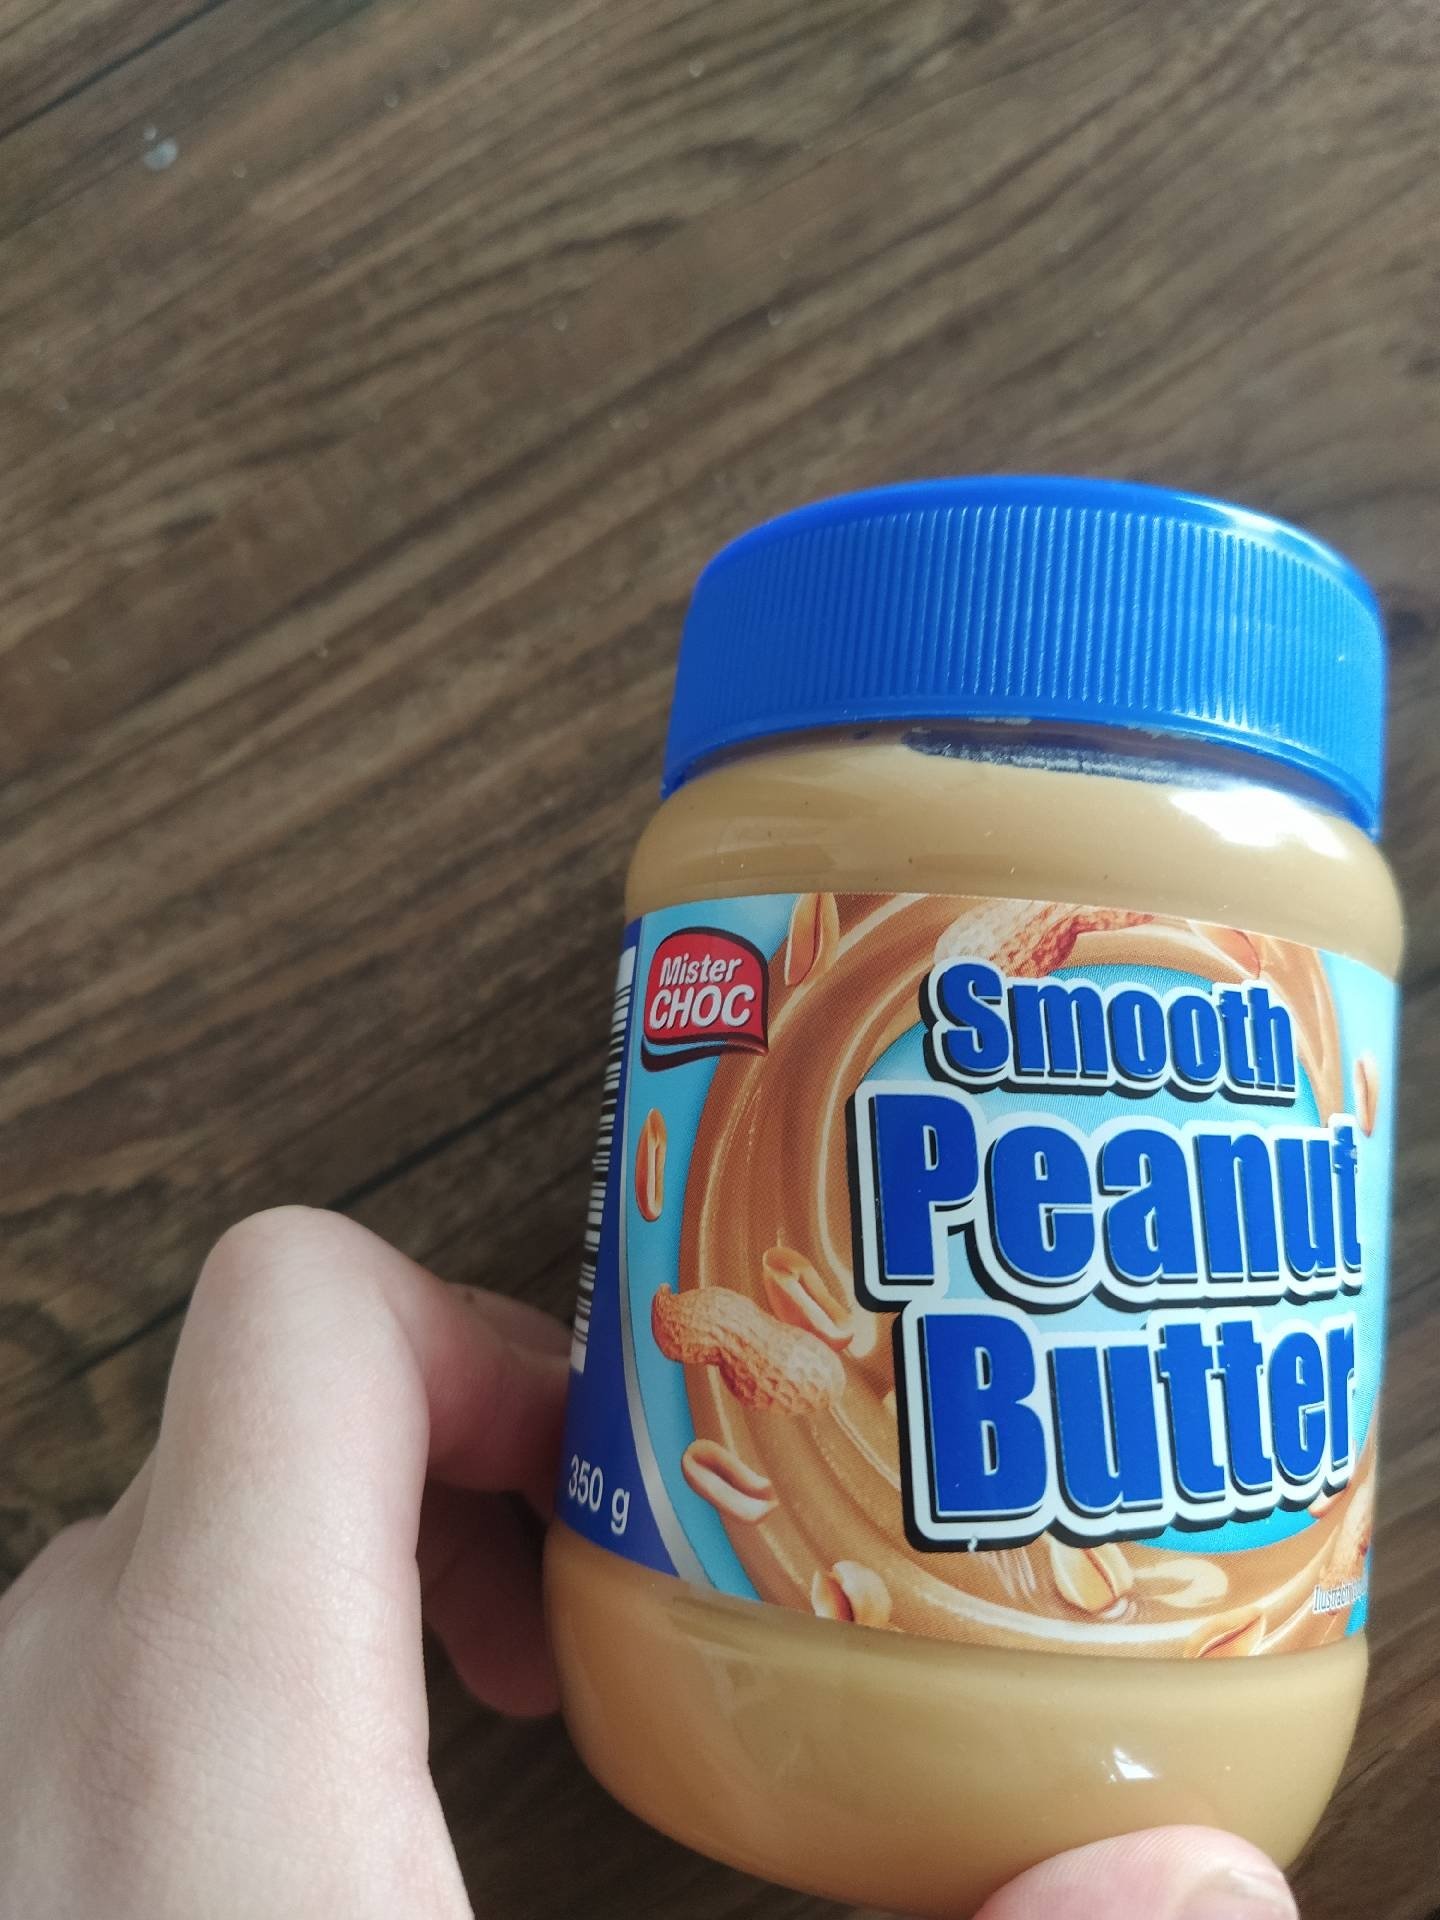 Mister
CHOC
Smooth
Peanut
Butter
350 g